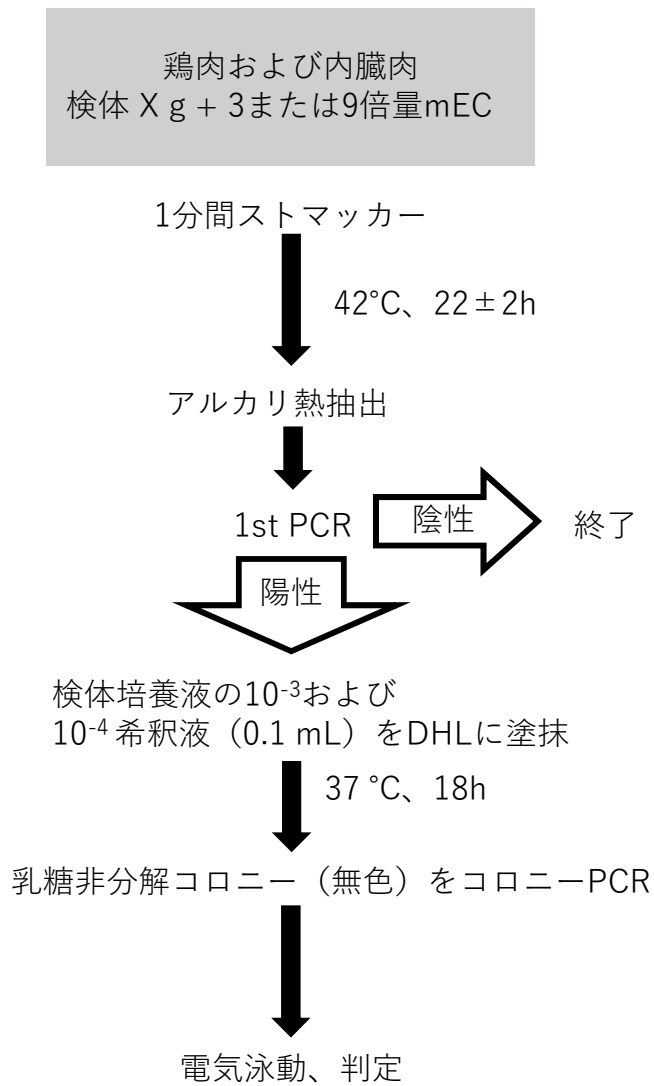 鶏肉および内臓肉
検体 X g + 3または9倍量mEC
1分間ストマッカー
42°C、22±2h
アルカリ熱抽出
1st PCR
陰性
終了
陽性
検体培養液の10⁻³および
10⁻⁴ 希釈液（0.1 mL）をDHLに塗抹
37 °C、18h
乳糖非分解コロニー（無色）をコロニーPCR
電気泳動、判定